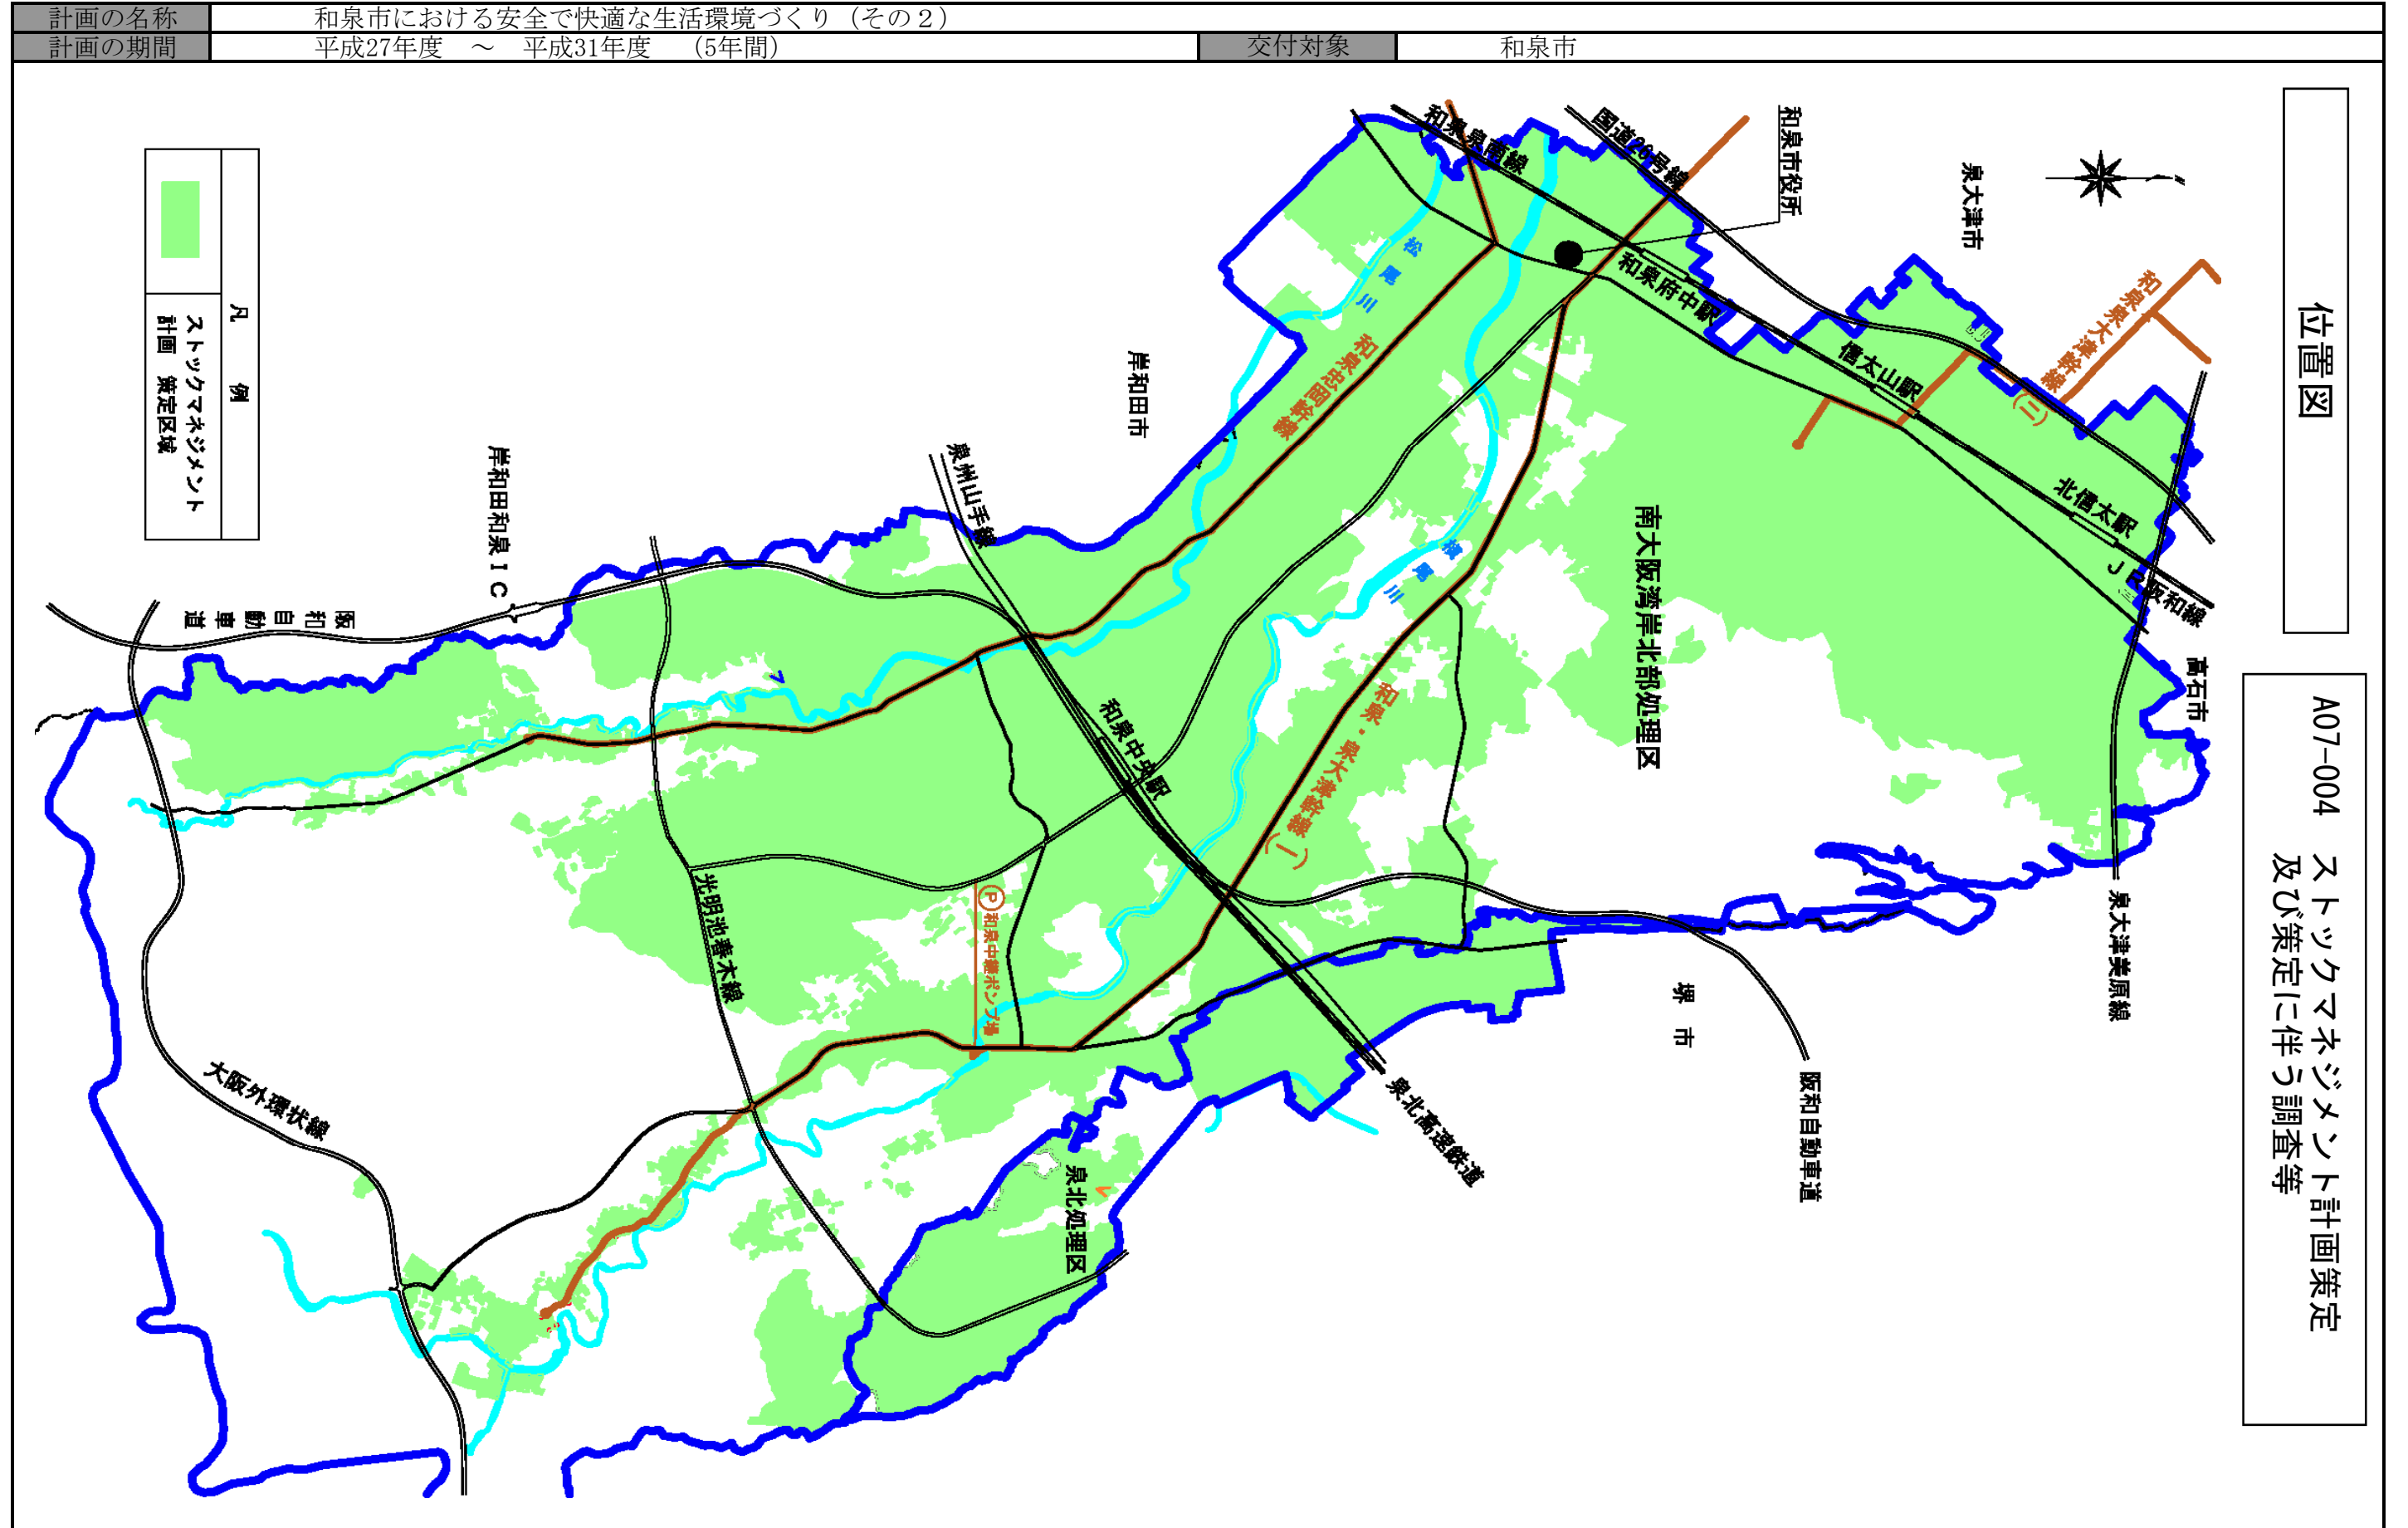 計画の名称 和泉市における安全で快適な生活環境づくり（その２）
計画の期間 平成27年度 ～ 平成31年度 （5年間） 交付対象 和泉市
位置図
A07-004 ストックマネジメント計画策定
及び策定に伴う調査等
凡例
ストックマネジメント
計画 策定区域
N
和泉泉南線
国道26号線
和泉市役所
泉大津市
和泉泉大津幹線(二)
和泉府中駅
信太山駅
北信太駅
ＪＲ阪和線
高石市
松尾川
和泉忠岡幹線
岸和田市
泉州山手線
槇尾川
南大阪湾岸北部処理区
岸和田和泉ＩＣ
阪和自動車道
和泉中央駅
和泉・泉大津幹線(一)
泉大津美原線
光明池春木線
P 和泉中継ポンプ場
堺市
阪和自動車道
泉北高速鉄道
大阪外環状線
泉北処理区